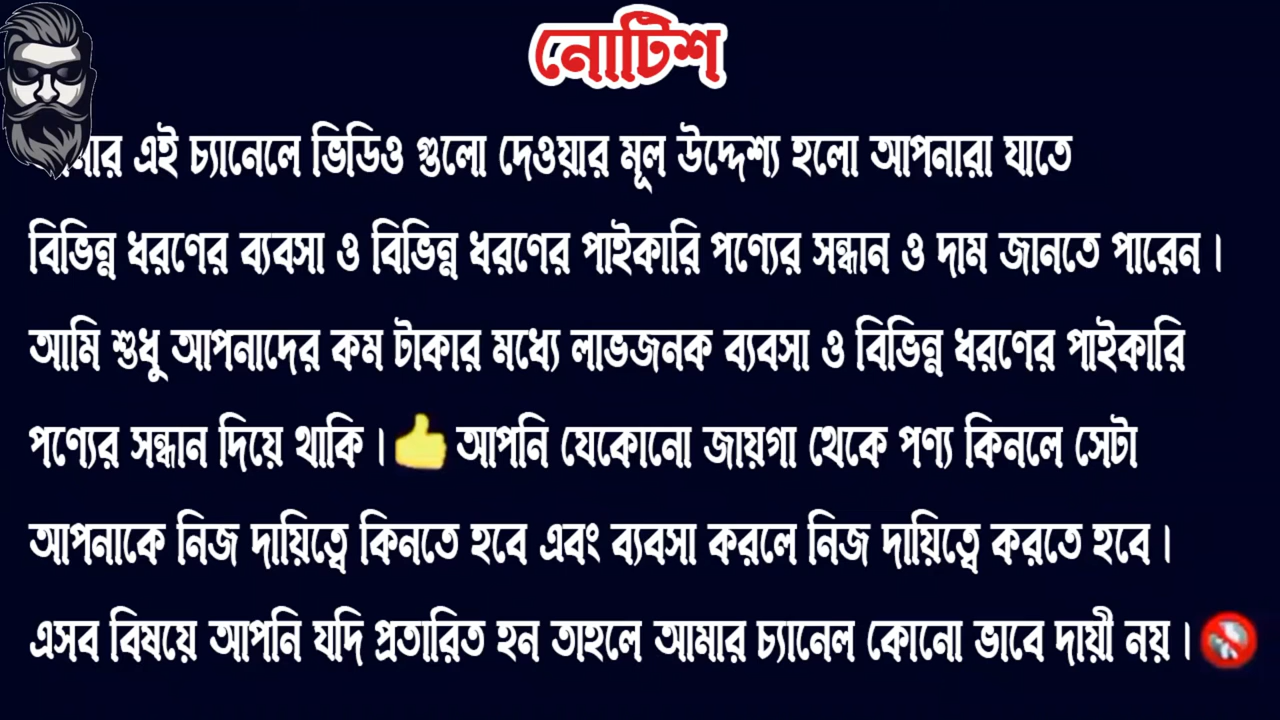 নোটিশ
এই চ্যানেলে ভিডিও গুলো দেওয়ার মূল উদ্দেশ্য হলো আপনারা যাতে
বিভিন্ন ধরণের ব্যবসা ও বিভিন্ন ধরণের পাইকারি পণ্যের সন্ধান ও দাম জানতে পারেন।
আমি শুধু আপনাদের কম টাকার মধ্যে লাভজনক ব্যবসা ও বিভিন্ন ধরণের পাইকারি
পণ্যের সন্ধান দিয়ে থাকি।👍 আপনি যেকোনো জায়গা থেকে পণ্য কিনলে সেটা
আপনাকে নিজ দায়িত্বে কিনতে হবে এবং ব্যবসা করলে নিজ দায়িত্বে করতে হবে।
এসব বিষয়ে আপনি যদি প্রতারিত হন তাহলে আমার চ্যানেল কোনো ভাবে দায়ী নয়।